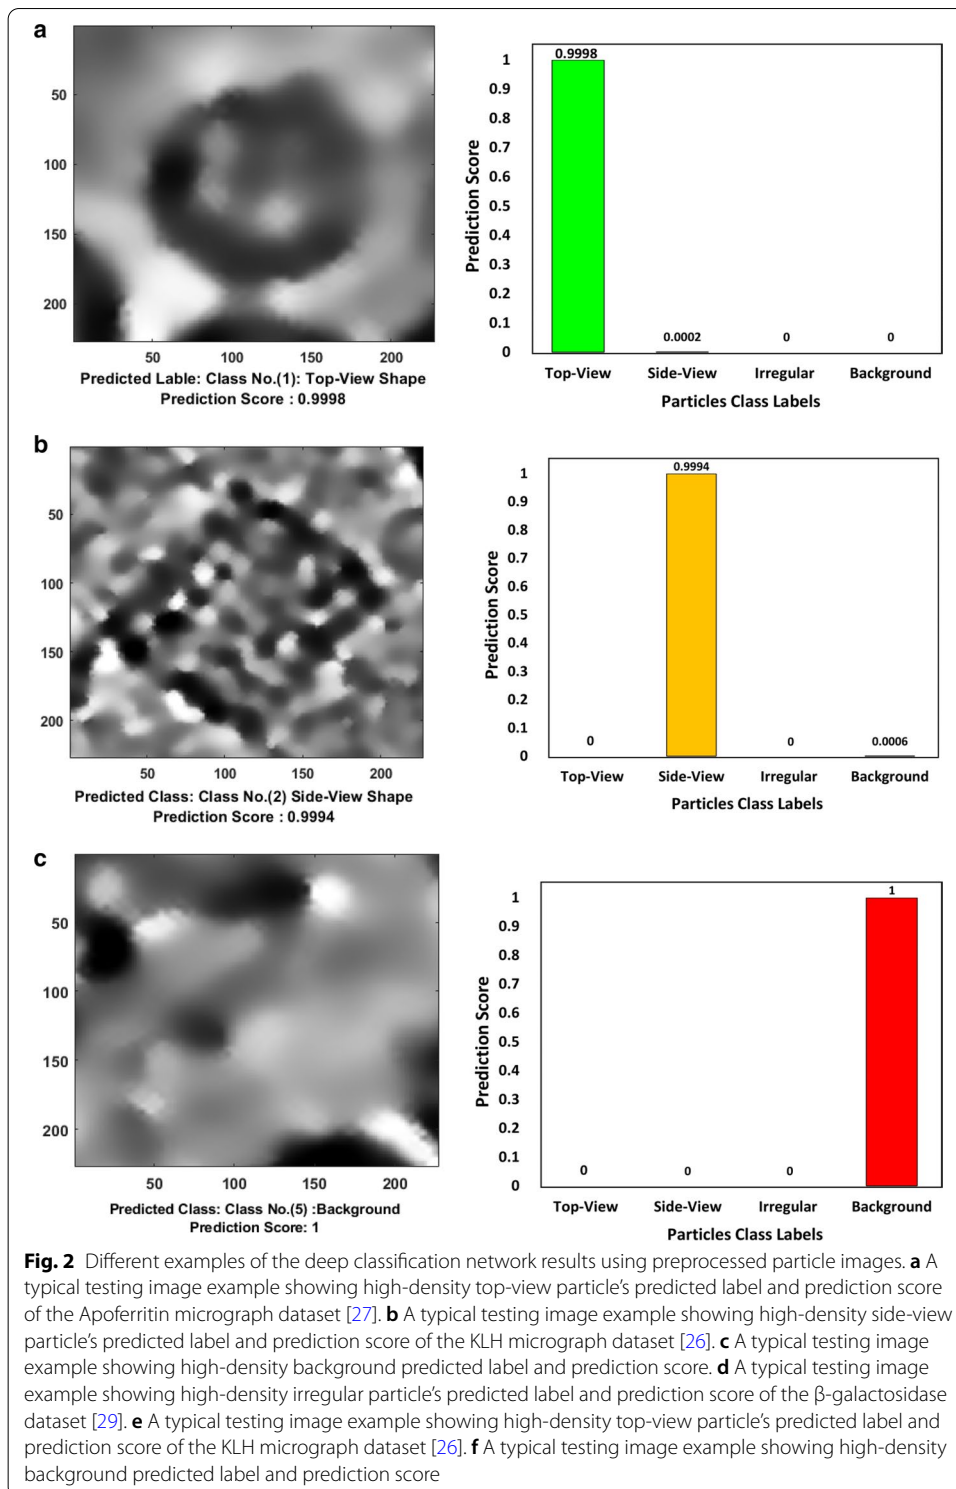 a
50
100
150
200
50 100 150 200
Predicted Lable: Class No.(1): Top-View Shape
Prediction Score : 0.9998
Prediction Score
1
0.9
0.8
0.7
0.6
0.5
0.4
0.3
0.2
0.1
0
0.9998
0.0002
0
0
Top-View Side-View Irregular Background
Particles Class Labels
b
50
100
150
200
50 100 150 200
Predicted Class: Class No.(2) Side-View Shape
Prediction Score : 0.9994
Prediction Score
1
0.9
0.8
0.7
0.6
0.5
0.4
0.3
0.2
0.1
0
0
0.9994
0
0.0006
Top-View Side-View Irregular Background
Particles Class Labels
c
50
100
150
200
50 100 150 200
Predicted Class: Class No.(5) :Background
Prediction Score: 1
Prediction Score
1
0.9
0.8
0.7
0.6
0.5
0.4
0.3
0.2
0.1
0
0
0
0
1
Top-View Side-View Irregular Background
Particles Class Labels
Fig. 2 Different examples of the deep classification network results using preprocessed particle images. a A
typical testing image example showing high-density top-view particle's predicted label and prediction score
of the Apoferritin micrograph dataset [27]. b A typical testing image example showing high-density side-view
particle's predicted label and prediction score of the KLH micrograph dataset [26]. c A typical testing image
example showing high-density background predicted label and prediction score. d A typical testing image
example showing high-density irregular particle's predicted label and prediction score of the β-galactosidase
dataset [29]. e A typical testing image example showing high-density top-view particle's predicted label and
prediction score of the KLH micrograph dataset [26]. f A typical testing image example showing high-density
background predicted label and prediction score